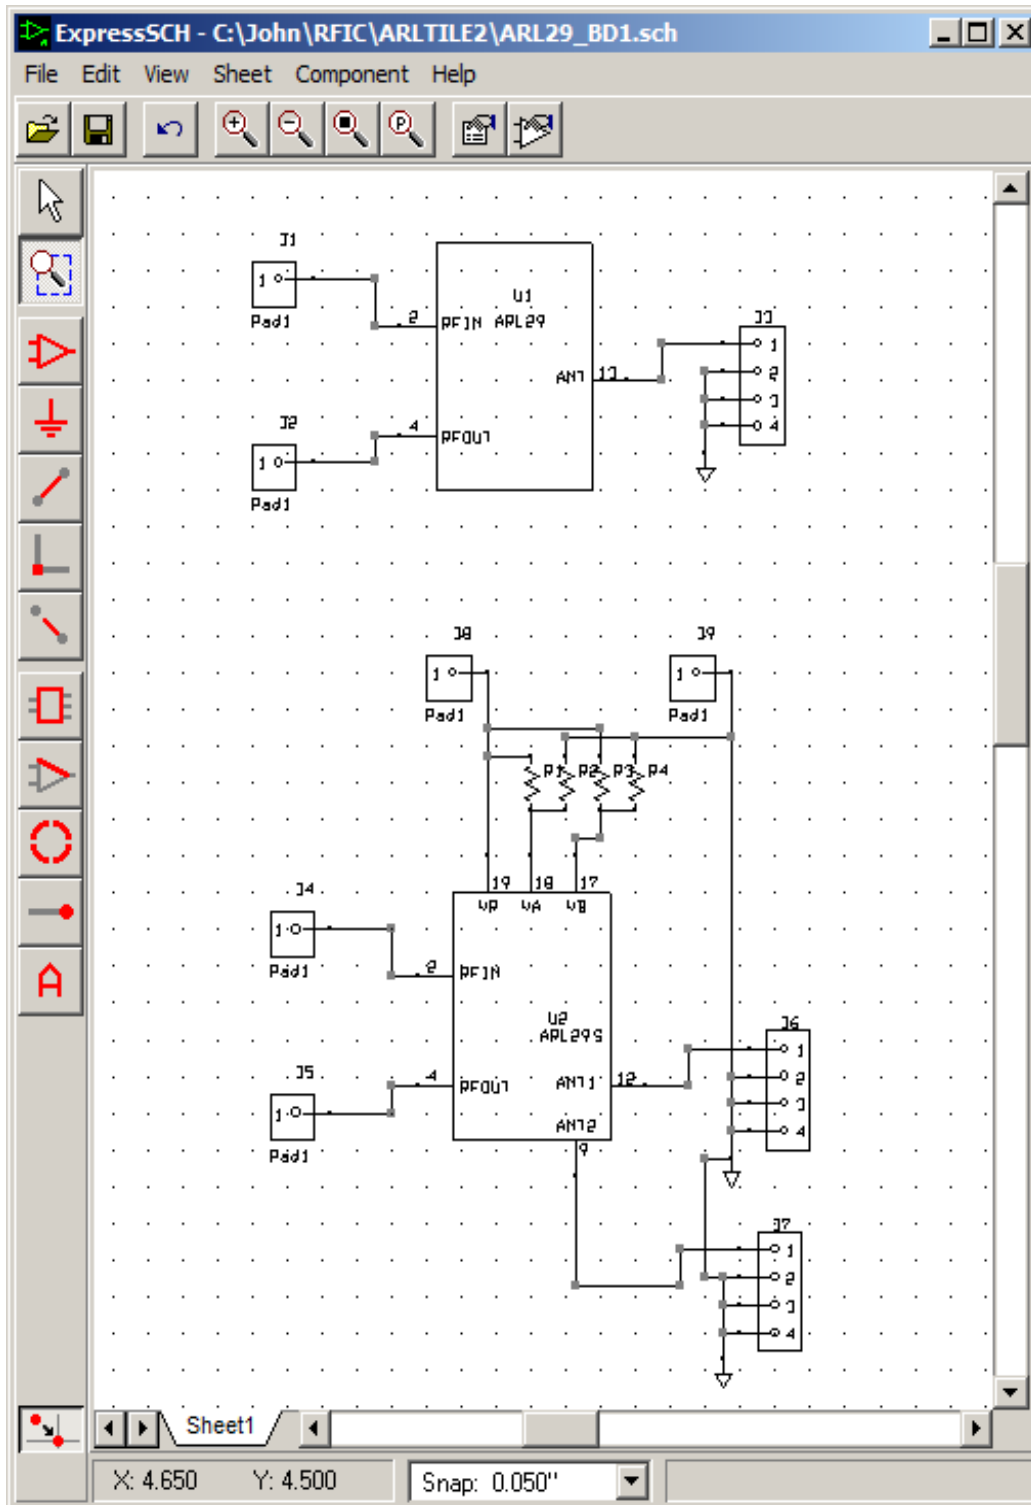 ExpressSCH - C:\John\RFIC\ARLTILE2\ARL29_BD1.sch
File Edit View Sheet Component Help
J1
1
Pad1
U1
ARL29
2 RFIN
J3
1
2
3
4
ANT 13
J2
1
Pad1
4 RFOUT
J8
1
Pad1
J9
1
Pad1
R1 R2 R3 R4
19 18 17
VD VA VB
J4
1
Pad1
2 RFIN
U2
ARL29S
J6
1
2
3
4
J5
1
Pad1
4 RFOUT
ANT1 12
ANT2
9
J7
1
2
3
4
Sheet1
X: 4.650 Y: 4.500 Snap: 0.050"